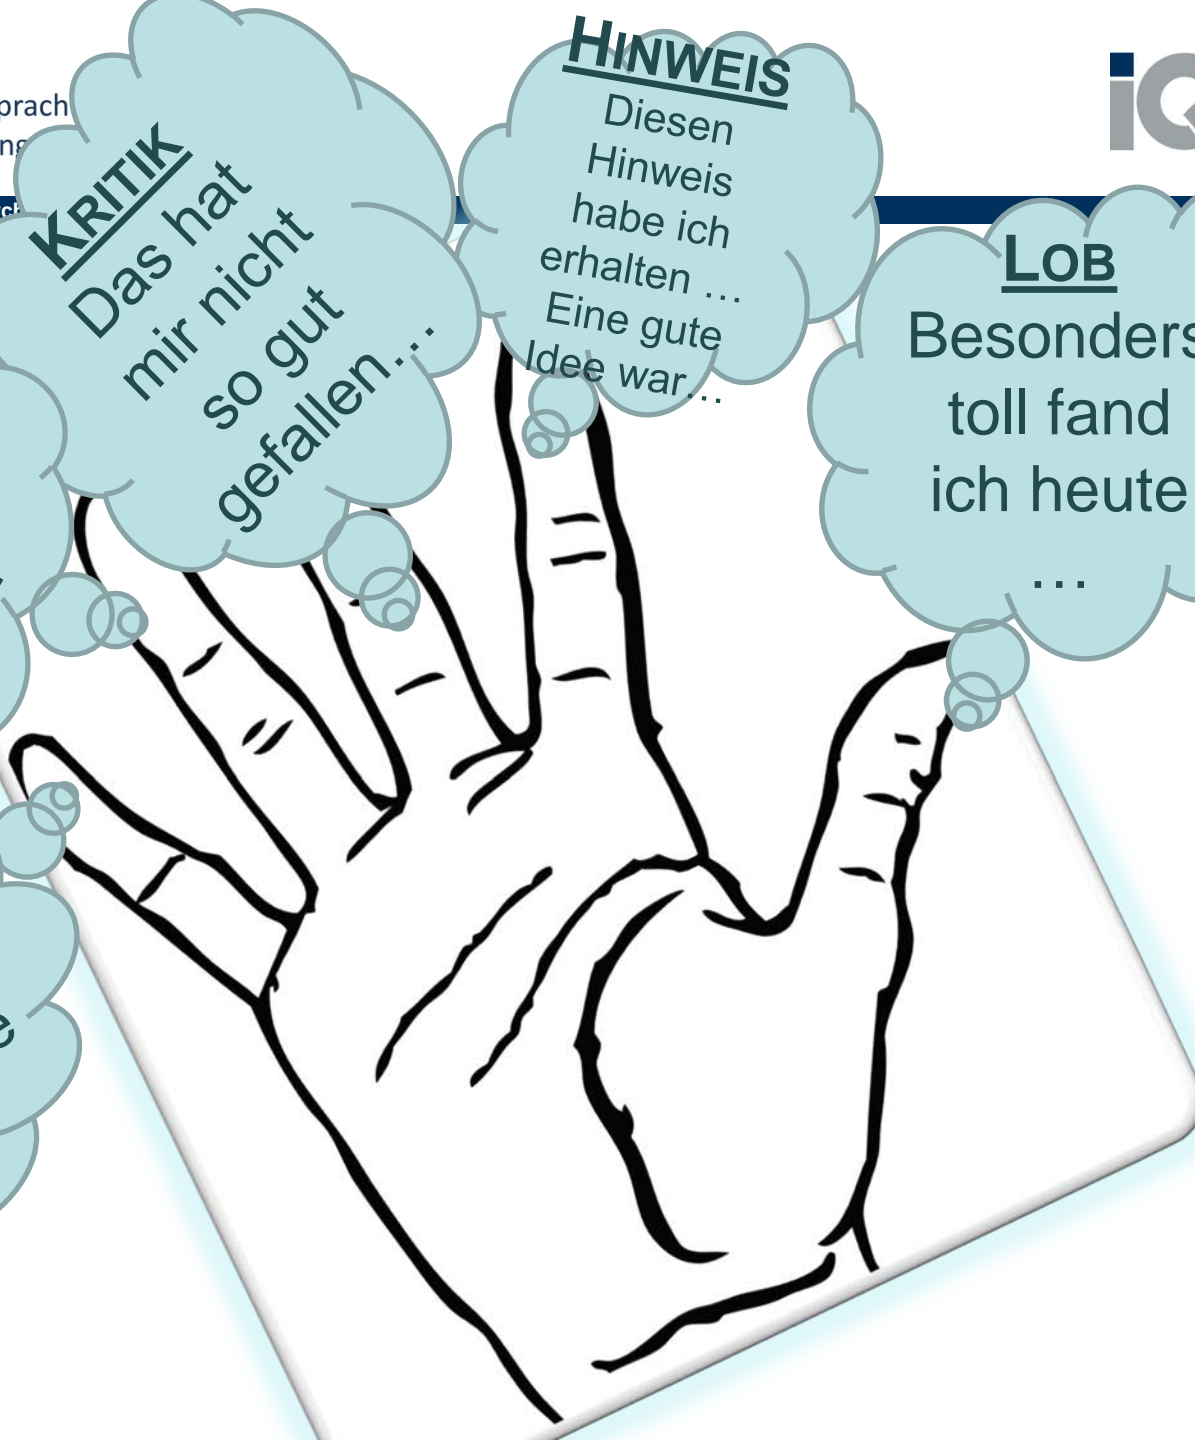 KRITIK
Das hat
mir nicht
so gut
gefallen…
HINWEIS
Diesen
Hinweis
habe ich
erhalten …
Eine gute
Idee war…
LOB
Besonders
toll fand
ich heute
…